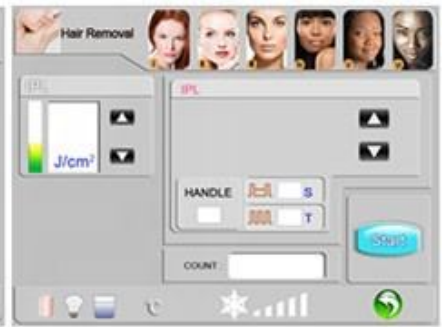 Hair Removal
IPL
IPL
J/cm²
HANDLE
S
T
Start
COUNT
°C